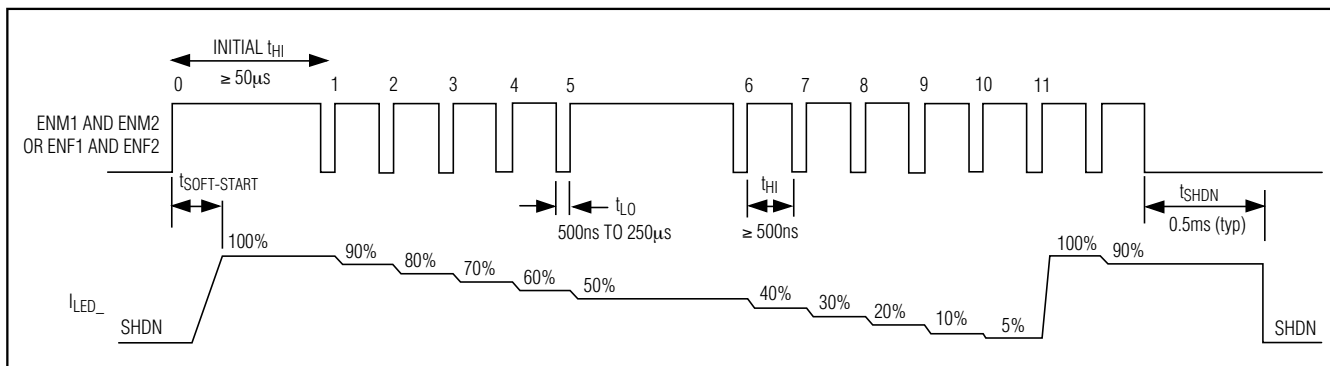 INITIAL tHI
≥ 50µs
0 1 2 3 4 5 6 7 8 9 10 11
ENM1 AND ENM2
OR ENF1 AND ENF2
tSOFT-START
tLO
500ns TO 250µs
tHI
≥ 500ns
tSHDN
0.5ms (typ)
100% 90% 80% 70% 60% 50% 40% 30% 20% 10% 5% 100% 90%
ILED_
SHDN
SHDN